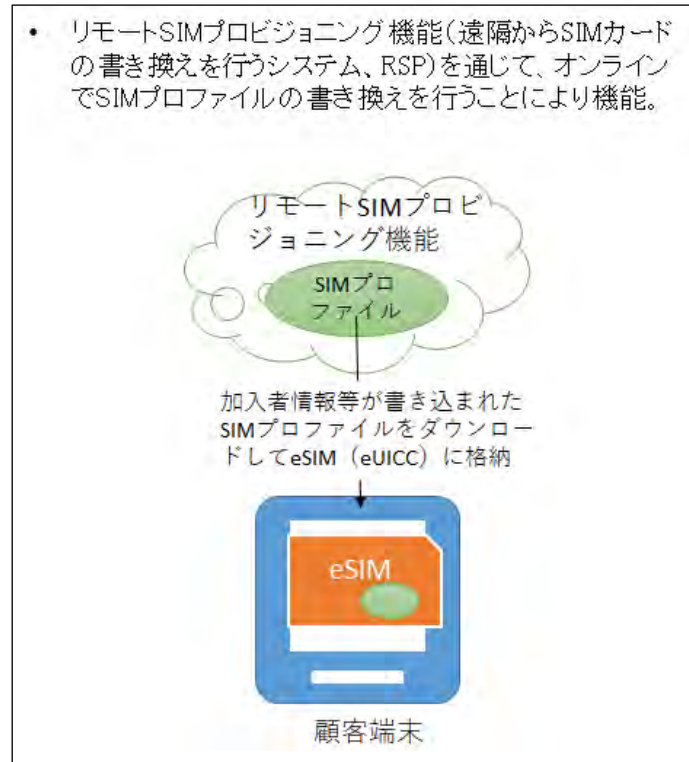 • リモートSIMプロビジョニング機能(遠隔からSIMカード
の書き換えを行うシステム、RSP)を通じて、オンライン
でSIMプロファイルの書き換えを行うことにより機能。
リモートSIMプロビ
ジョニング機能
SIMプロ
ファイル
加入者情報等が書き込まれた
SIMプロファイルをダウンロー
ドしてeSIM（eUICC）に格納
eSIM
顧客端末